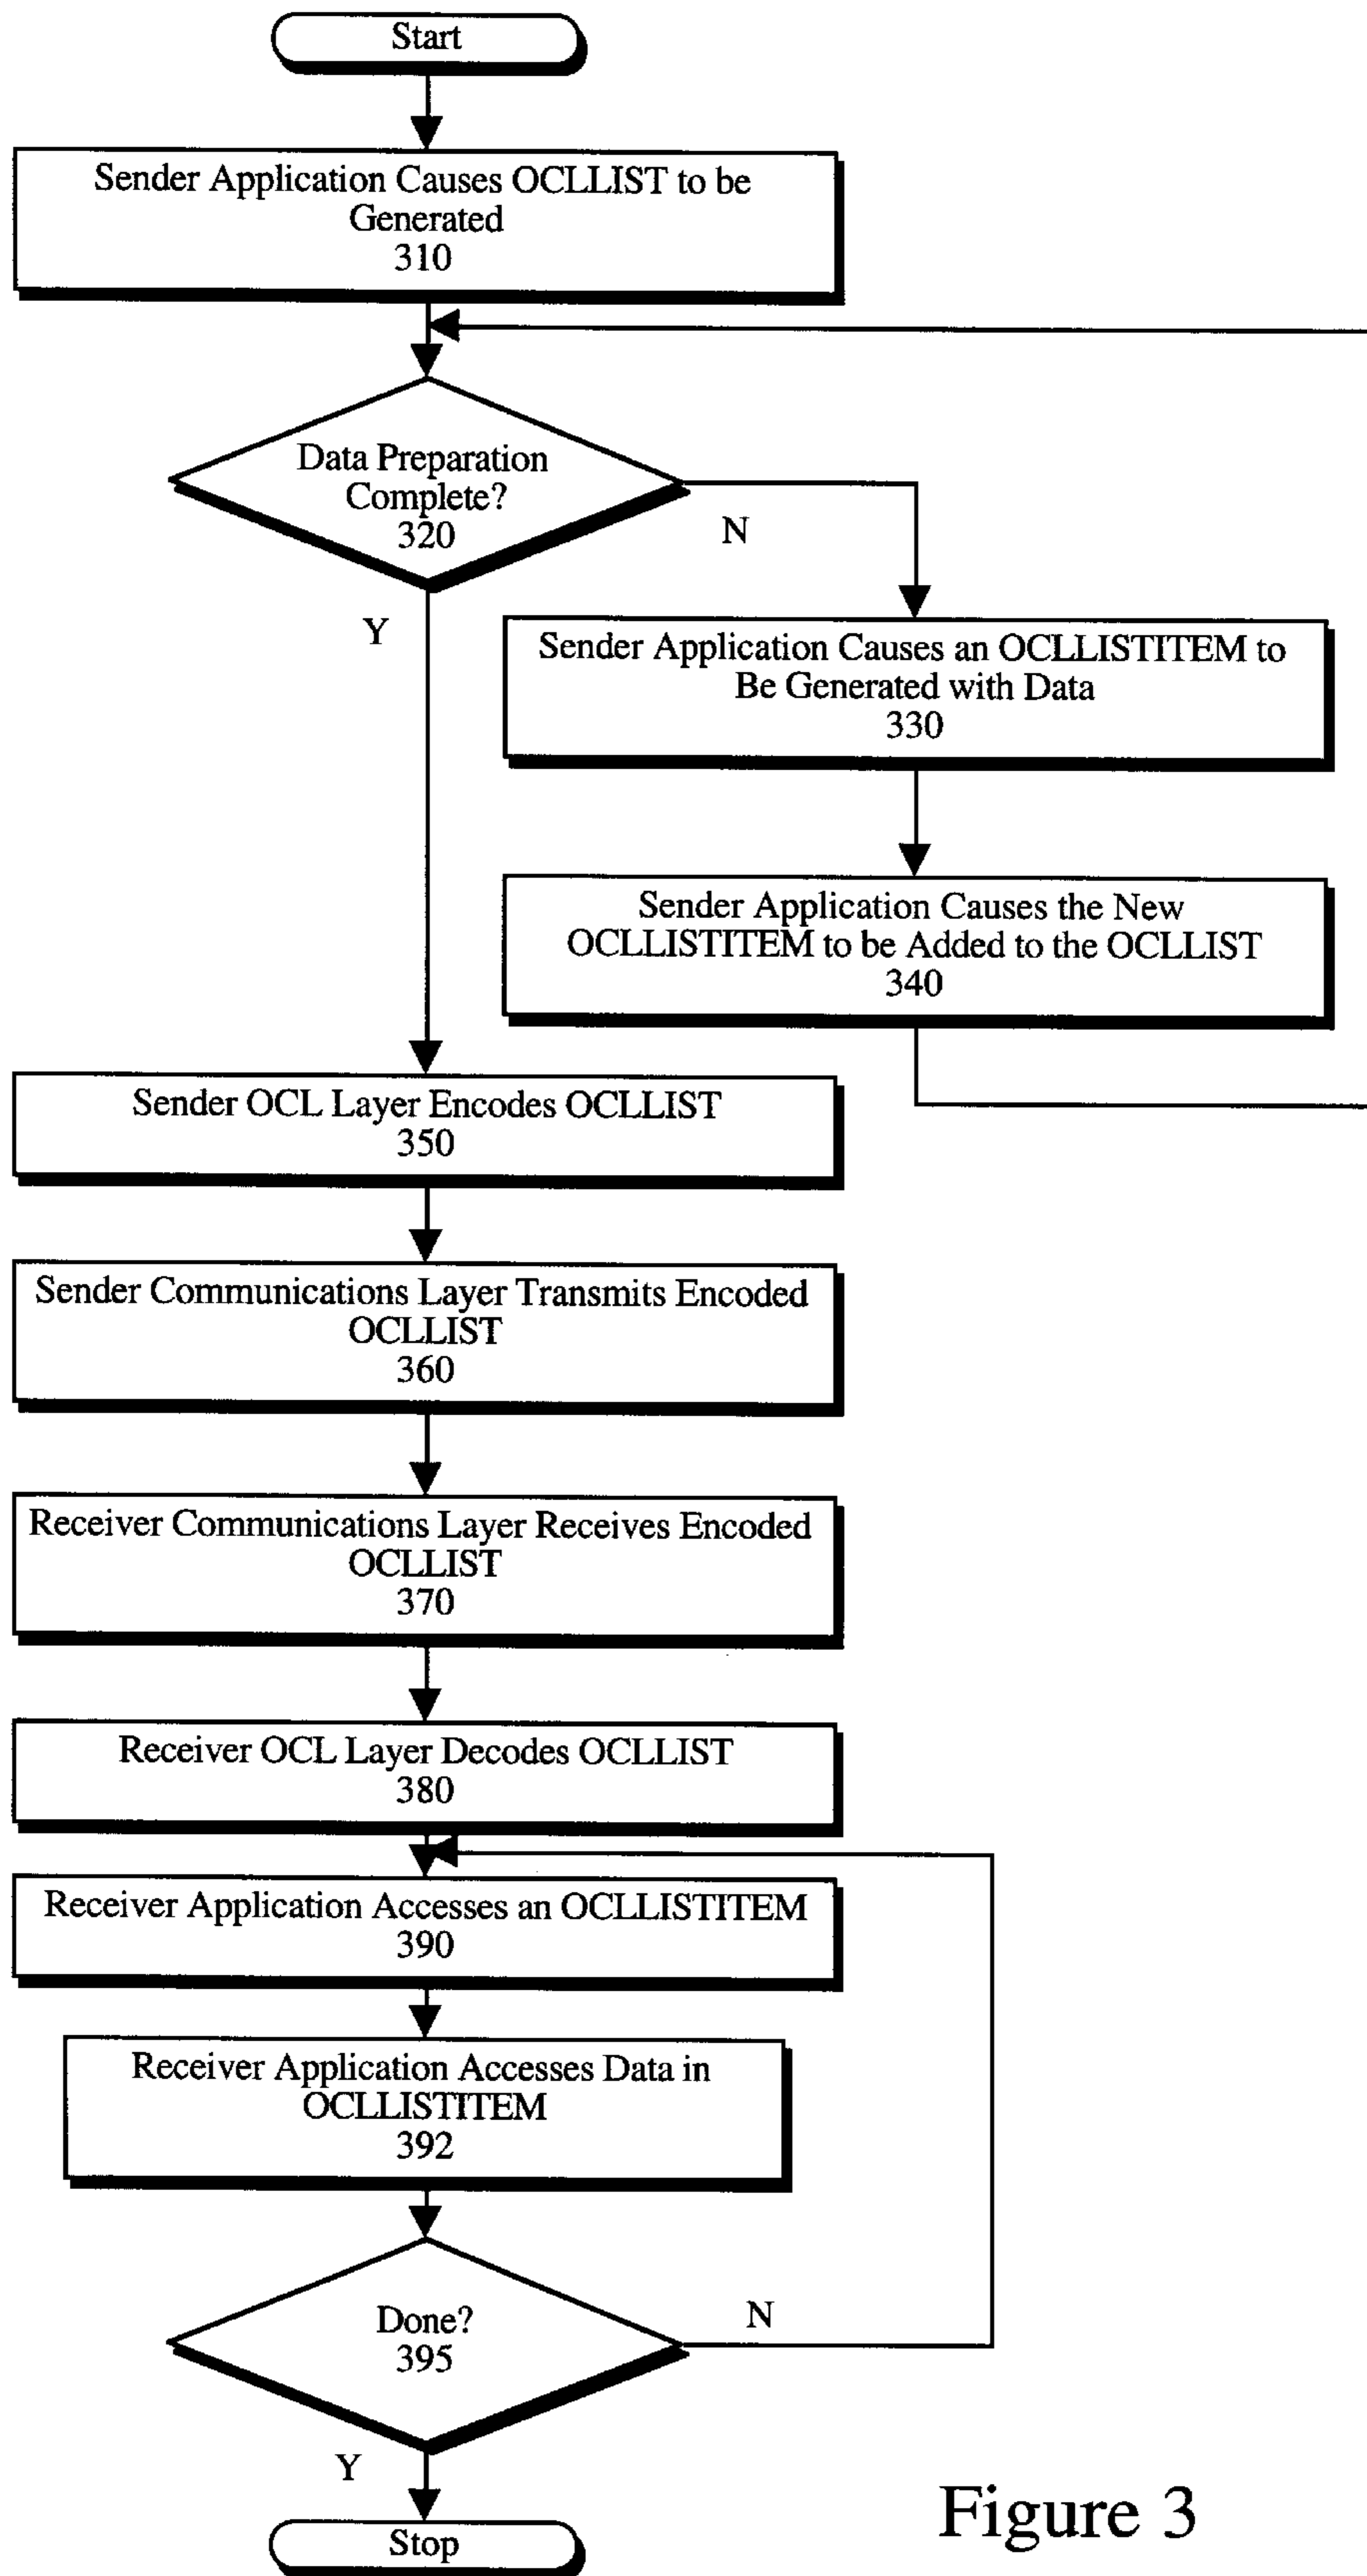 Start
Sender Application Causes OCLLIST to be
Generated
310
Data Preparation
Complete?
320
N
Y
Sender Application Causes an OCLLISTITEM to
Be Generated with Data
330
Sender Application Causes the New
OCLLISTITEM to be Added to the OCLLIST
340
Sender OCL Layer Encodes OCLLIST
350
Sender Communications Layer Transmits Encoded
OCLLIST
360
Receiver Communications Layer Receives Encoded
OCLLIST
370
Receiver OCL Layer Decodes OCLLIST
380
Receiver Application Accesses an OCLLISTITEM
390
Receiver Application Accesses Data in
OCLLISTITEM
392
Done?
395
N
Y
Stop
Figure 3